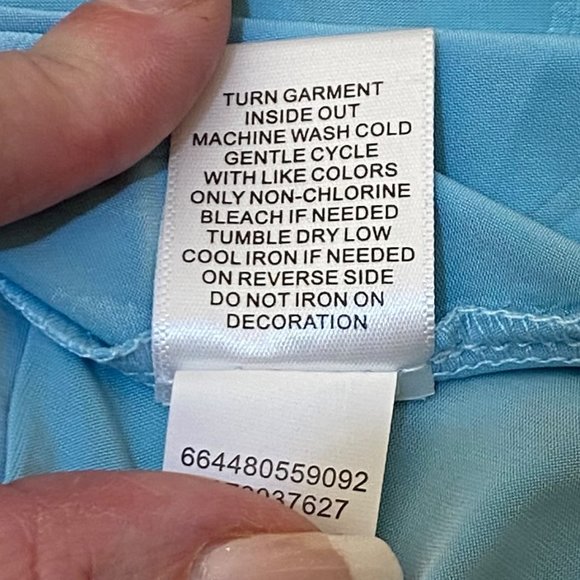 TURN GARMENT
INSIDE OUT
MACHINE WASH COLD
GENTLE CYCLE
WITH LIKE COLORS
ONLY NON-CHLORINE
BLEACH IF NEEDED
TUMBLE DRY LOW
COOL IRON IF NEEDED
ON REVERSE SIDE
DO NOT IRON ON
DECORATION
664480559092